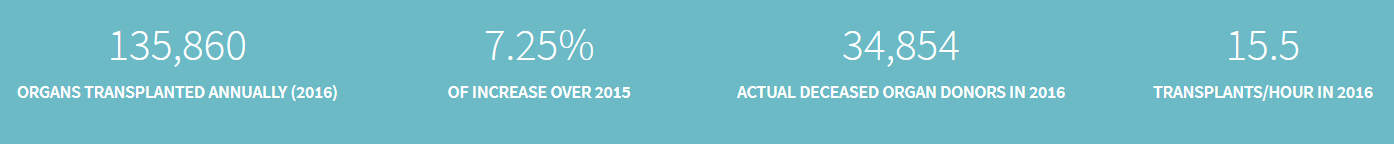 135,860
ORGANS TRANSPLANTED ANNUALLY (2016)
7.25%
OF INCREASE OVER 2015
34,854
ACTUAL DECEASED ORGAN DONORS IN 2016
15.5
TRANSPLANTS/HOUR IN 2016